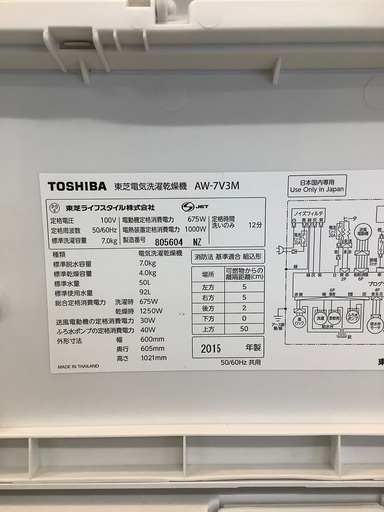 TOSHIBA 東芝電気洗濯乾燥機 AW-7V3M
東芝ライフスタイル株式会社 S JET
定格電圧 100V
定格周波数 50/60Hz
標準洗濯容量 7.0kg
電動機定格消費電力 675W
電熱装置定格消費電力 1000W
製造番号 805604 NZ
定格時間
洗いのみ 12分
種類 電気洗濯乾燥機
標準脱水容量 7.0kg
標準乾燥容量 4.0kg
標準水量 50L
標準使用水量 92L
総合定格消費電力 洗濯時 675W
乾燥時 1250W
送風電動機の定格消費電力 30W
ふろ水ポンプの定格消費電力 40W
外形寸法 幅 600mm
奥行 605mm
高さ 1021mm
MADE IN THAILAND
消防法 基準適合 組込形
場所 可燃物からの離隔距離(cm)
左方 5
右方 5
後方 2
下方 0
上方 50
2015 年製
50/60Hz 共用
日本国内専用
Use Only in Japan
ノイズフィルタ
ヒータ